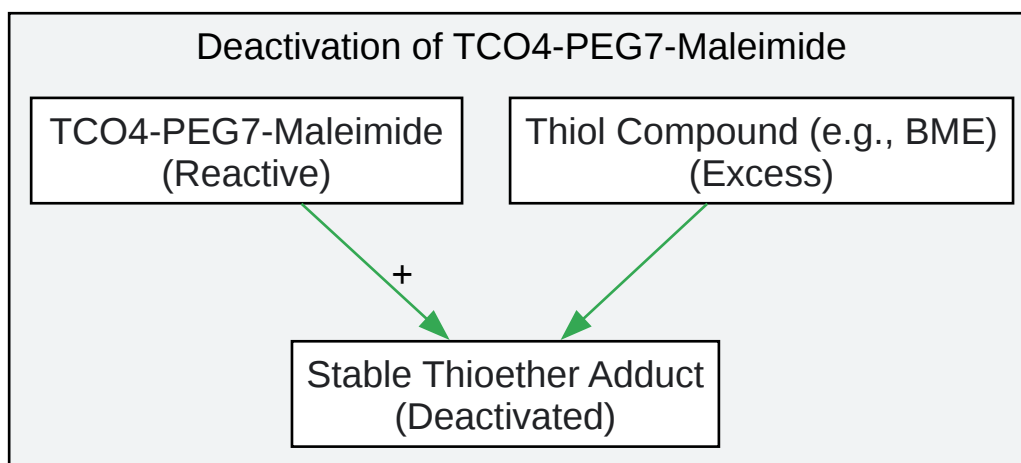 Deactivation of TCO4-PEG7-Maleimide
TCO4-PEG7-Maleimide
(Reactive)
Thiol Compound (e.g., BME)
(Excess)
+
Stable Thioether Adduct
(Deactivated)